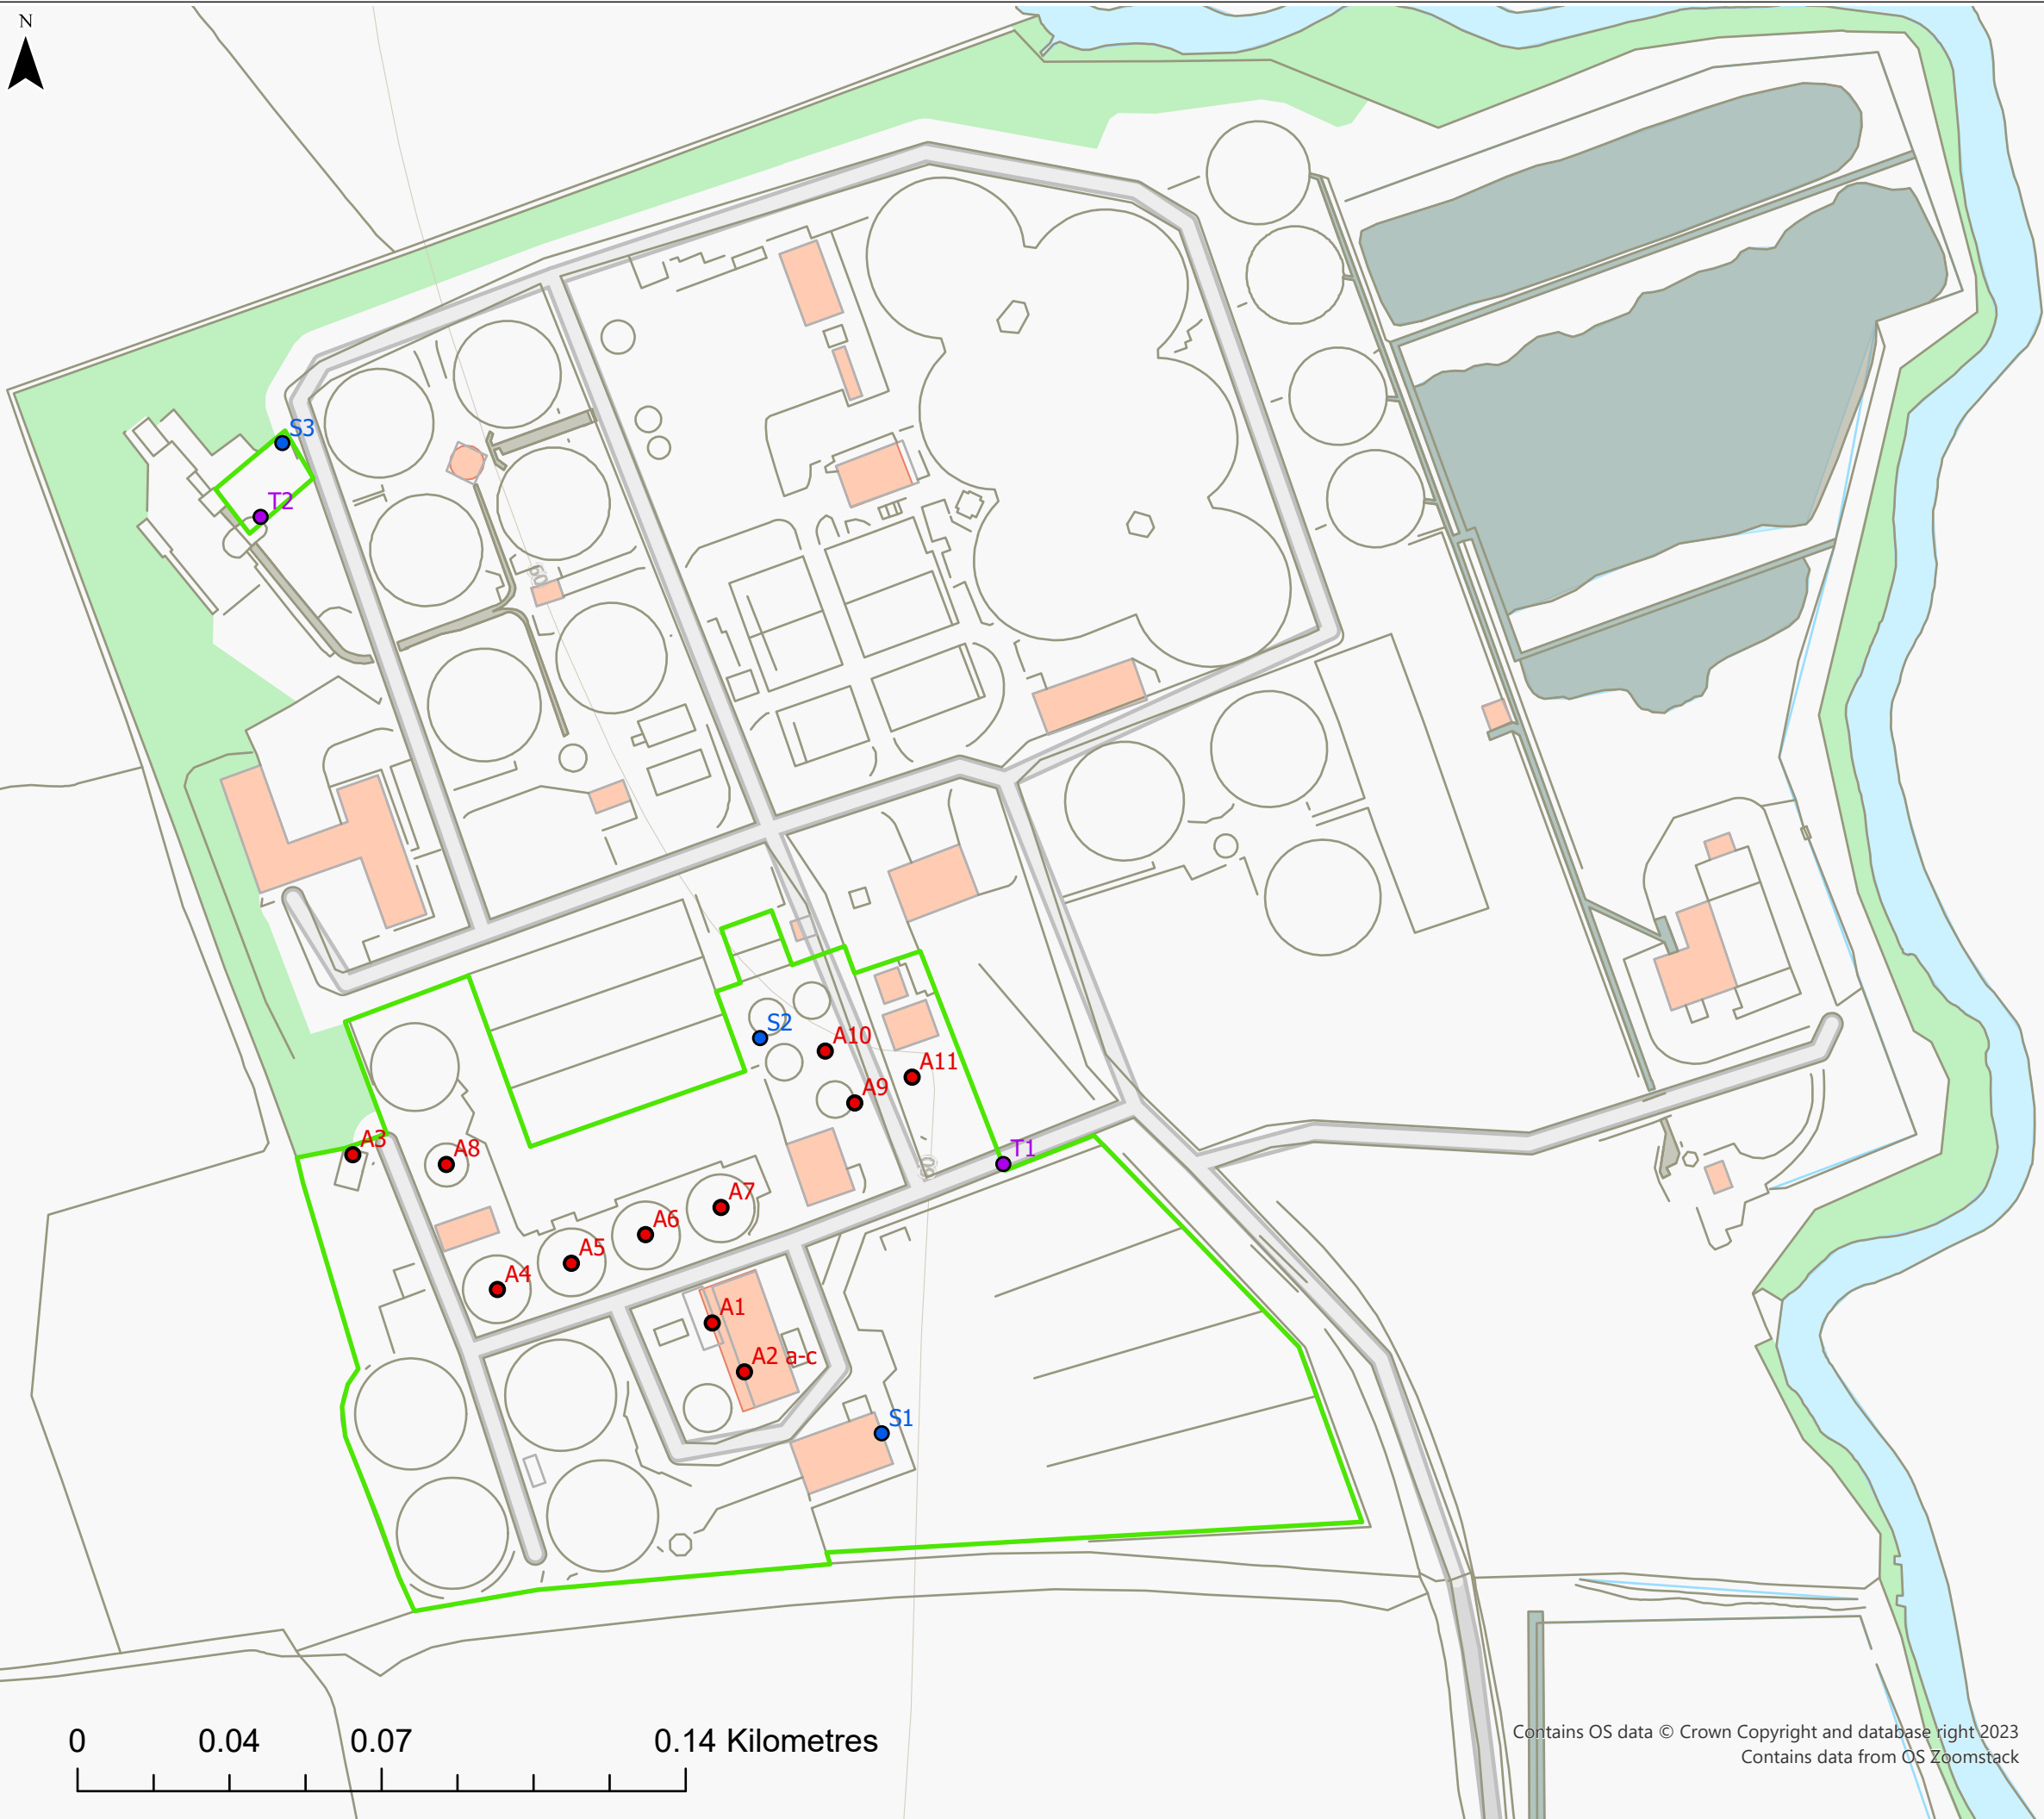 N
S3
T2
60
S2
A10
A11
A9
A3
A8
T1
60
A7
A6
A5
A4
A1
A2 a-c
S1
0 0.04 0.07 0.14 Kilometres
Contains OS data © Crown Copyright and database right 2023
Contains data from OS Zoomstack